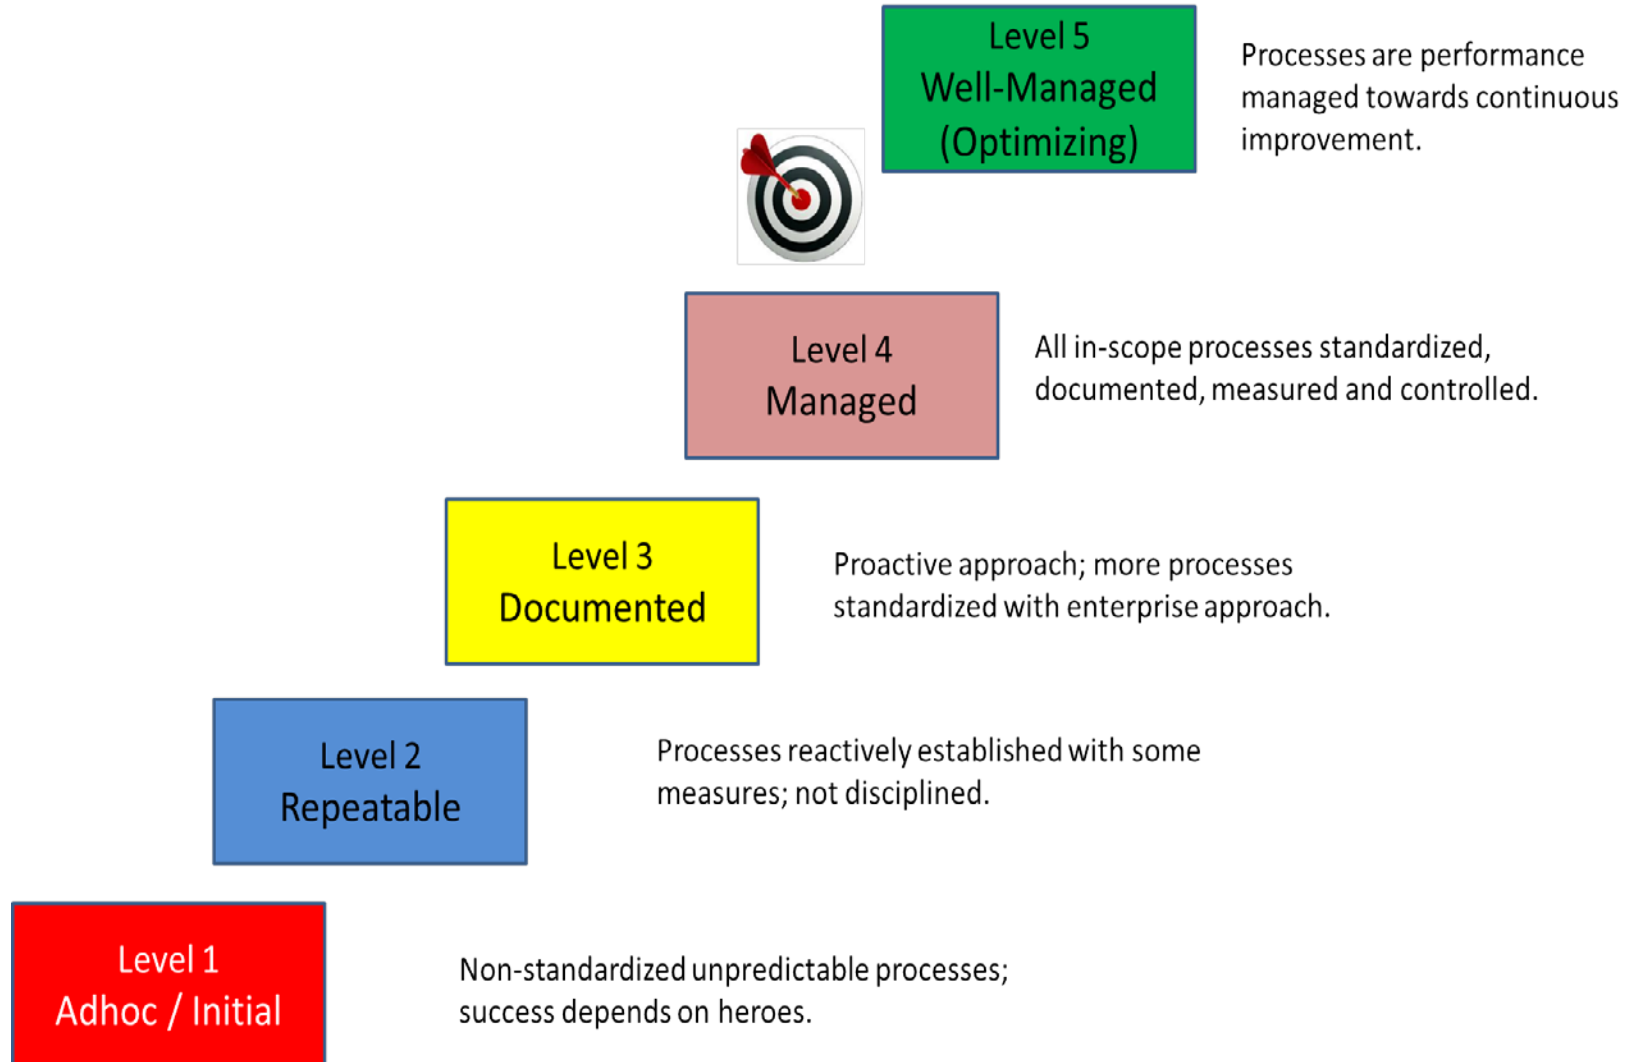 Level 5
Well-Managed
(Optimizing)
Processes are performance
managed towards continuous
improvement.
Level 4
Managed
All in-scope processes standardized,
documented, measured and controlled.
Level 3
Documented
Proactive approach; more processes
standardized with enterprise approach.
Level 2
Repeatable
Processes reactively established with some
measures; not disciplined.
Level 1
Adhoc / Initial
Non-standardized unpredictable processes;
success depends on heroes.